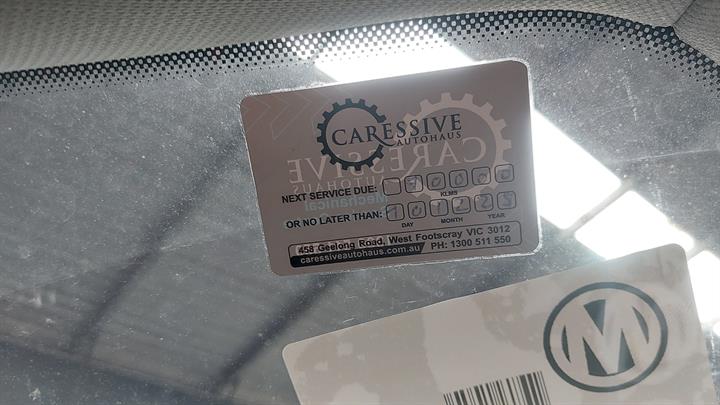 CARESSIVE
AUTOHAUS
NEXT SERVICE DUE:
KLMS
OR NO LATER THAN:
DAY MONTH YEAR
458 Geelong Road, West Footscray VIC 3012
caressiveautohaus.com.au PH: 1300 511 550
M